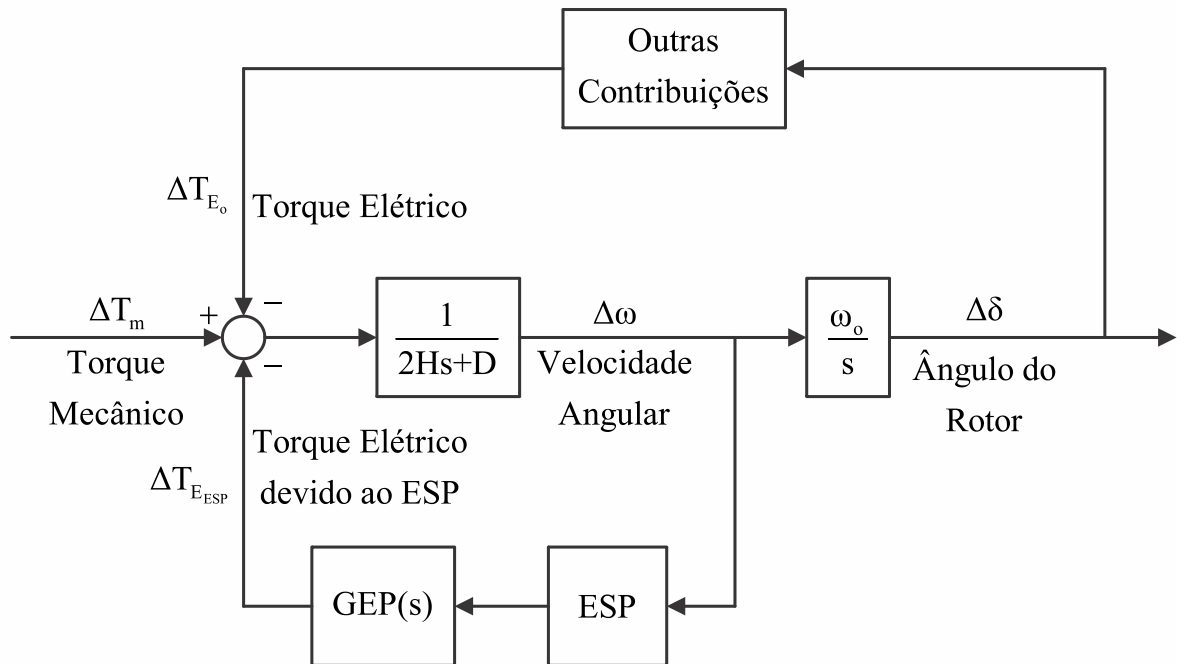 Outras
Contribuições
ΔT_{E_o}
Torque Elétrico
−
ΔT_m
+
Torque
Mecânico
−
1
2Hs+D
Δω
Velocidade
Angular
ω_o
s
Δδ
Ângulo do
Rotor
Torque Elétrico
devido ao ESP
ΔT_{E_{ESP}}
GEP(s)
ESP